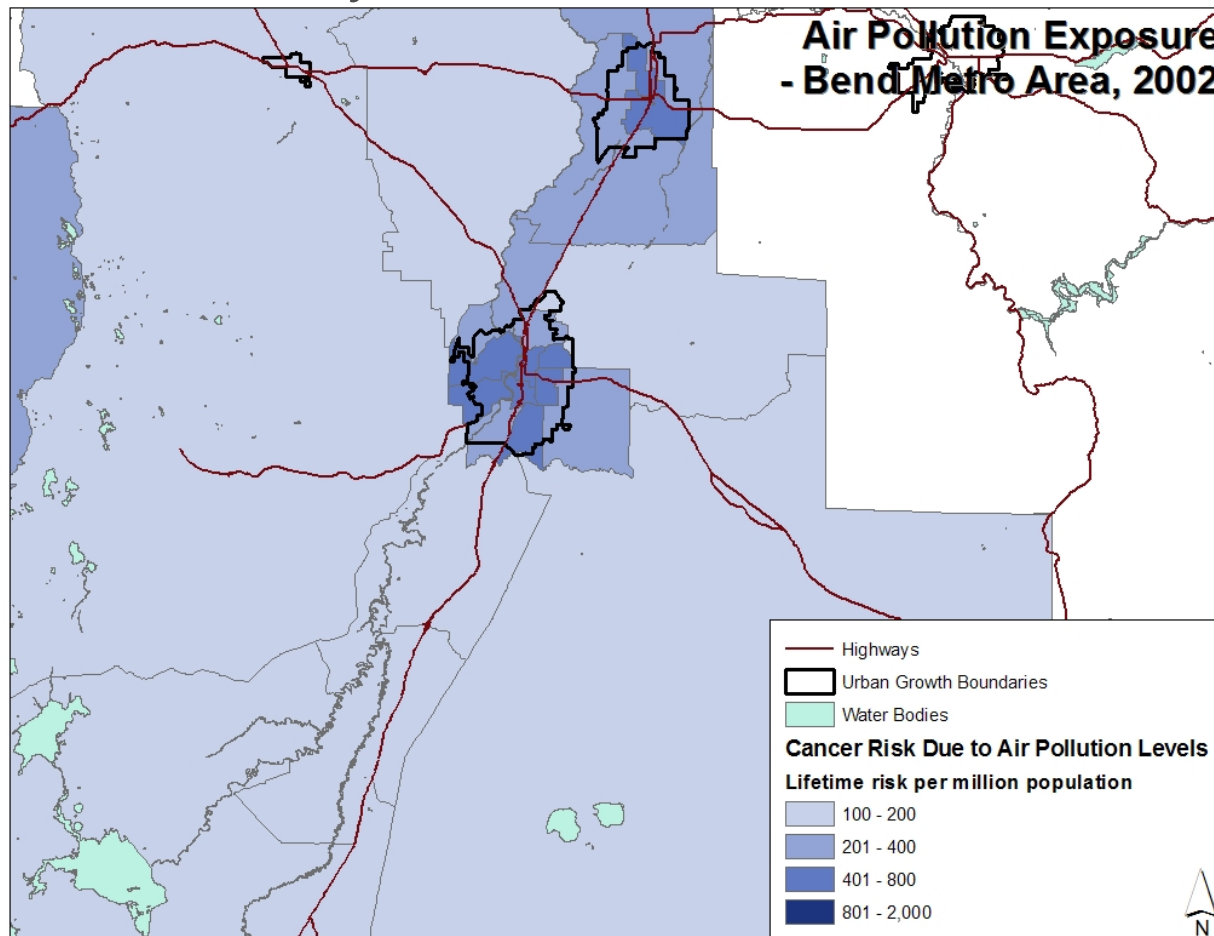 Air Pollution Exposure
- Bend Metro Area, 2002
Highways
Urban Growth Boundaries
Water Bodies
Cancer Risk Due to Air Pollution Levels
Lifetime risk per million population
100 - 200
201 - 400
401 - 800
801 - 2,000
N